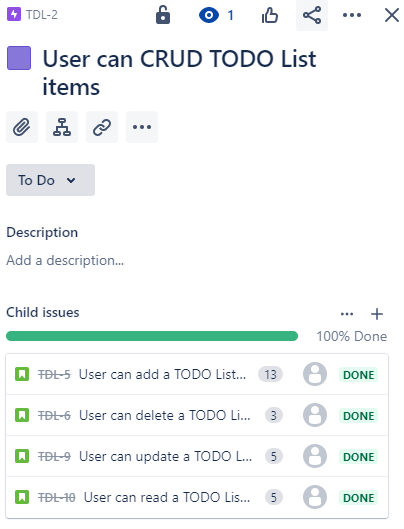 TDL-2
1
User can CRUD TODO List
items
To Do
Description
Add a description...
Child issues
100% Done
TDL-5 User can add a TODO List... 13 DONE
TDL-6 User can delete a TODO Li... 3 DONE
TDL-9 User can update a TODO L... 5 DONE
TDL-10 User can read a TODO Lis... 5 DONE